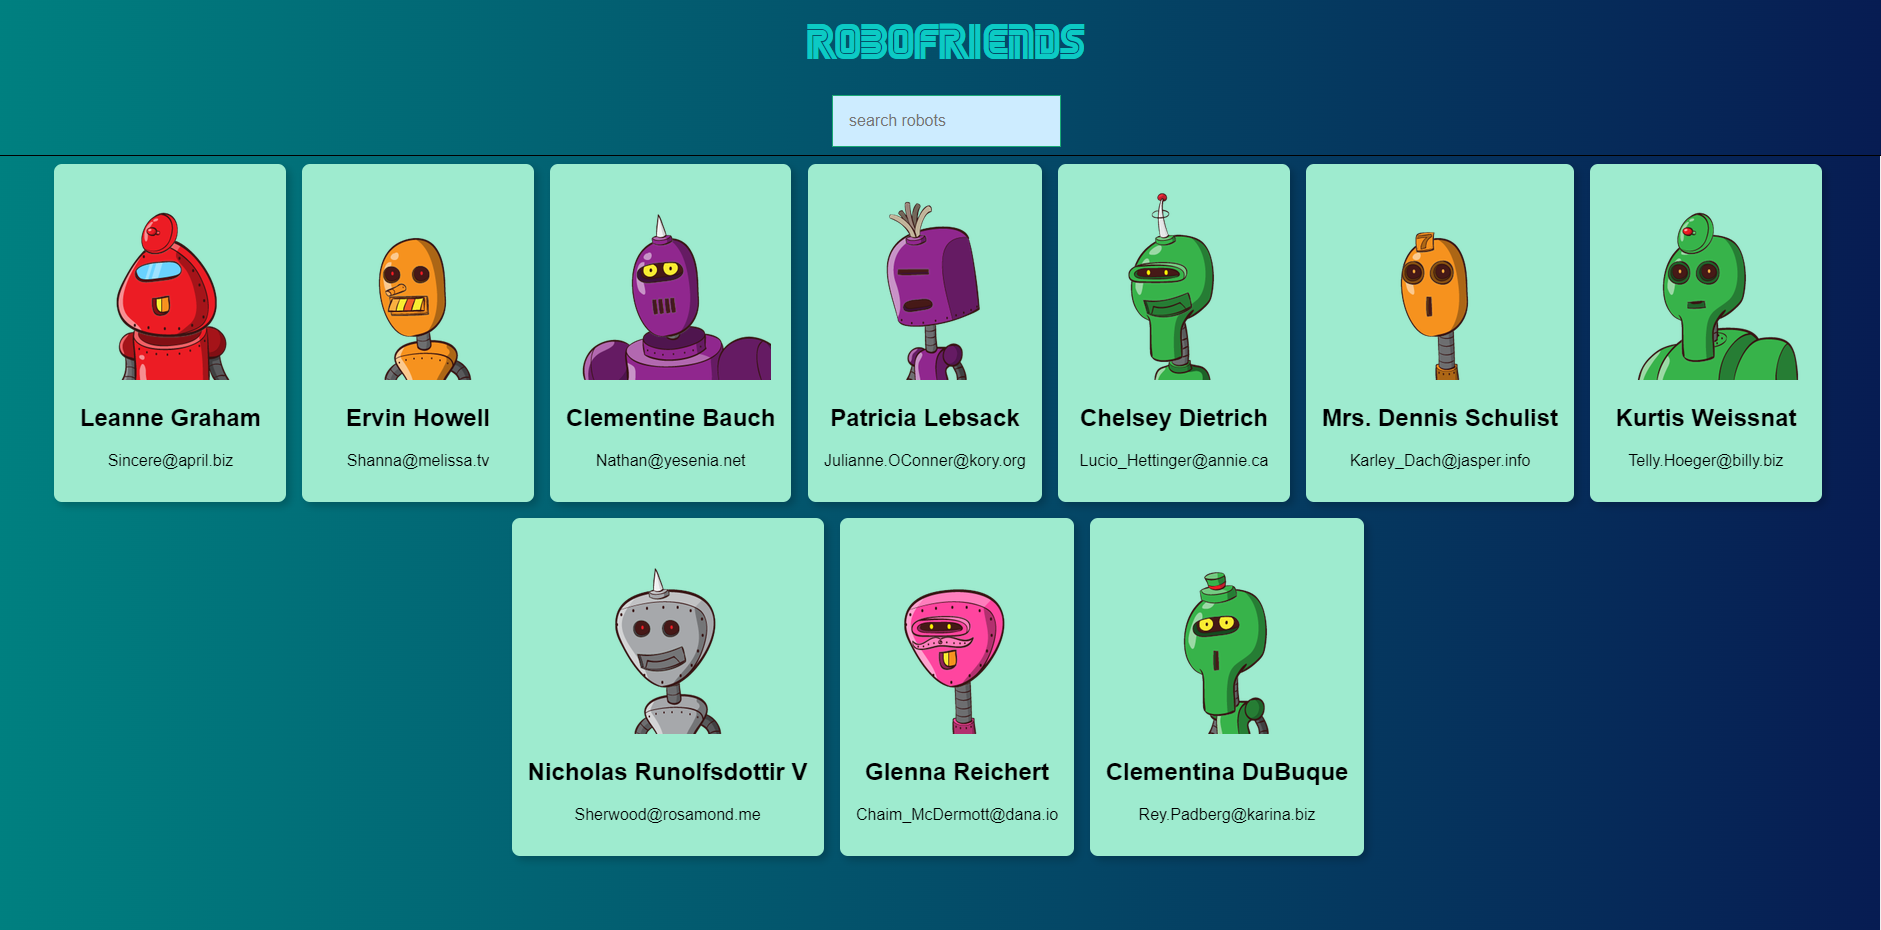 ROBOFRIENDS
search robots
7
Leanne Graham
Sincere@april.biz
Ervin Howell
Shanna@melissa.tv
Clementine Bauch
Nathan@yesenia.net
Patricia Lebsack
Julianne.OConner@kory.org
Chelsey Dietrich
Lucio_Hettinger@annie.ca
Mrs. Dennis Schulist
Karley_Dach@jasper.info
Kurtis Weissnat
Telly.Hoeger@billy.biz
Nicholas Runolfsdottir V
Sherwood@rosamond.me
Glenna Reichert
Chaim_McDermott@dana.io
Clementina DuBuque
Rey.Padberg@karina.biz